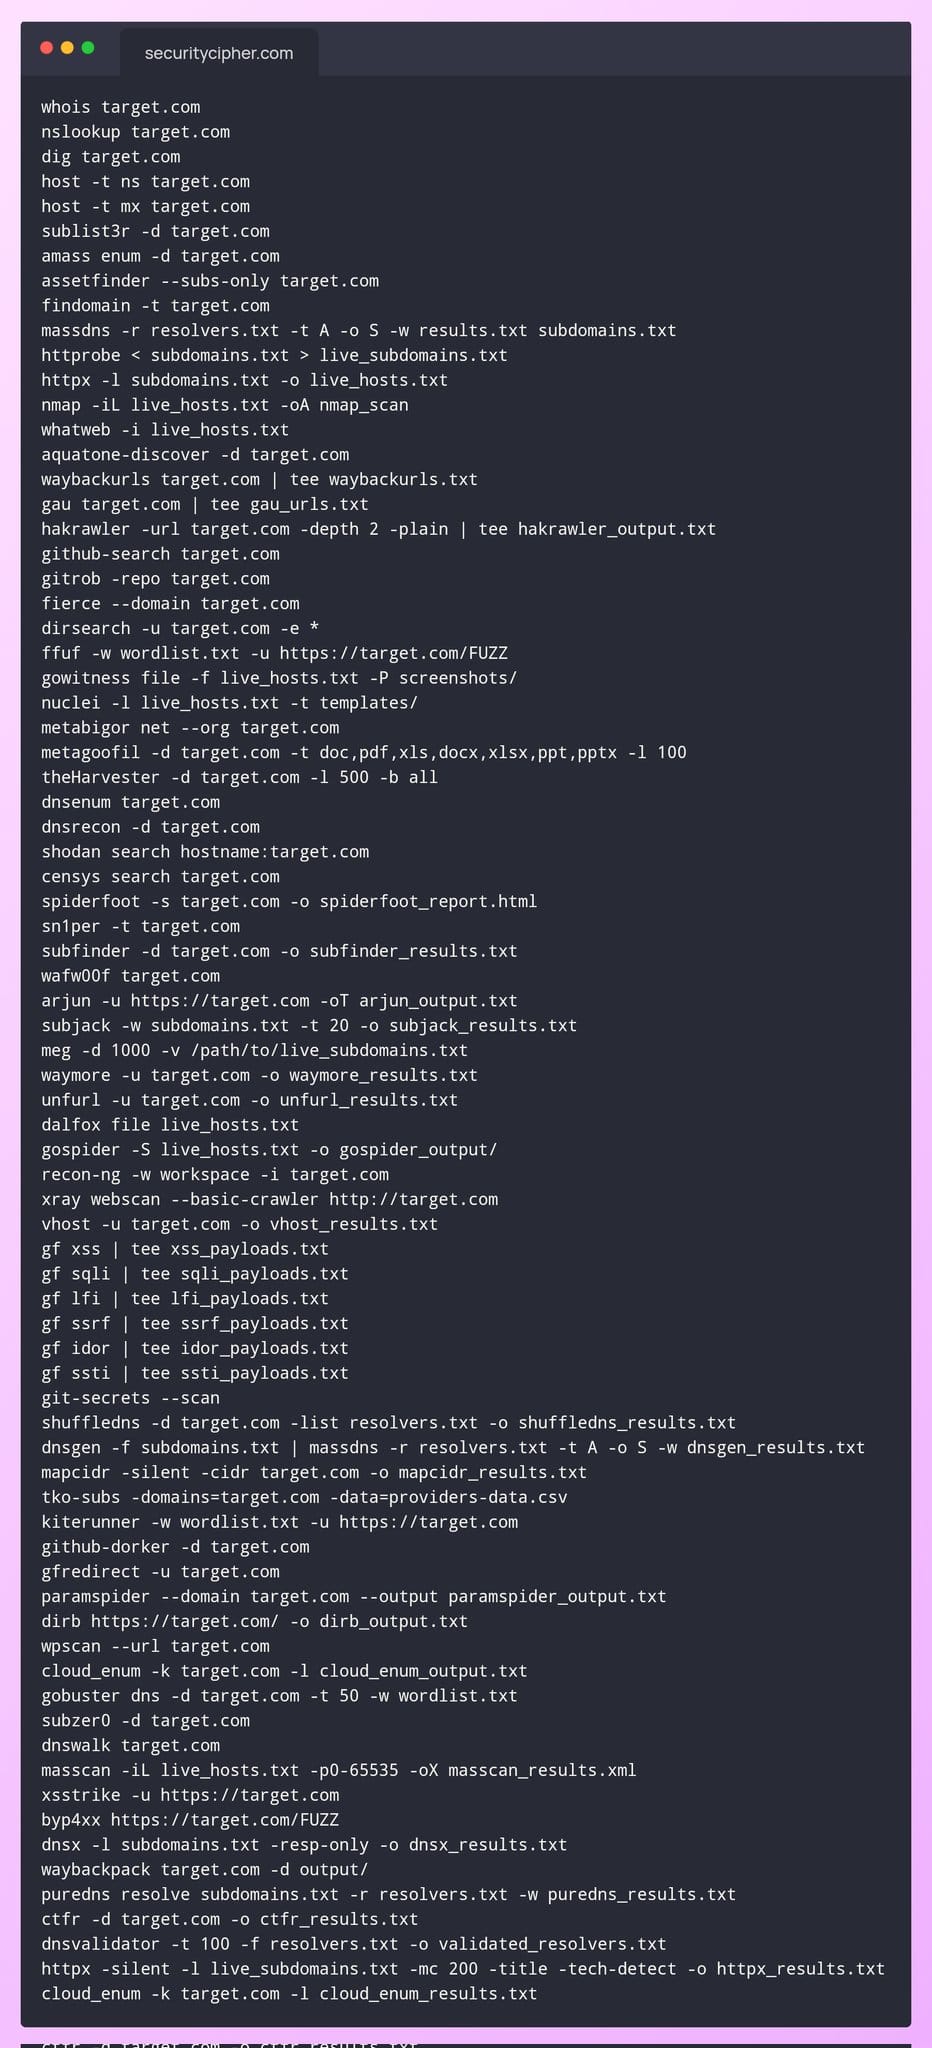 securitycipher.com
whois target.com
nslookup target.com
dig target.com
host -t ns target.com
host -t mx target.com
sublist3r -d target.com
amass enum -d target.com
assetfinder --subs-only target.com
findomain -t target.com
massdns -r resolvers.txt -t A -o S -w results.txt subdomains.txt
httprobe < subdomains.txt > live_subdomains.txt
httpx -l subdomains.txt -o live_hosts.txt
nmap -iL live_hosts.txt -oA nmap_scan
whatweb -i live_hosts.txt
aquatone-discover -d target.com
waybackurls target.com | tee waybackurls.txt
gau target.com | tee gau_urls.txt
hakrawler -url target.com -depth 2 -plain | tee hakrawler_output.txt
github-search target.com
gitrob -repo target.com
fierce --domain target.com
dirsearch -u target.com -e *
ffuf -w wordlist.txt -u https://target.com/FUZZ
gowitness file -f live_hosts.txt -P screenshots/
nuclei -l live_hosts.txt -t templates/
metabigor net --org target.com
metagoofil -d target.com -t doc,pdf,xls,docx,xlsx,ppt,pptx -l 100
theHarvester -d target.com -l 500 -b all
dnsenum target.com
dnsrecon -d target.com
shodan search hostname:target.com
censys search target.com
spiderfoot -s target.com -o spiderfoot_report.html
sn1per -t target.com
subfinder -d target.com -o subfinder_results.txt
wafw00f target.com
arjun -u https://target.com -oT arjun_output.txt
subjack -w subdomains.txt -t 20 -o subjack_results.txt
meg -d 1000 -v /path/to/live_subdomains.txt
waymore -u target.com -o waymore_results.txt
unfurl -u target.com -o unfurl_results.txt
dalfox file live_hosts.txt
gospider -S live_hosts.txt -o gospider_output/
recon-ng -w workspace -i target.com
xray webscan --basic-crawler http://target.com
vhost -u target.com -o vhost_results.txt
gf xss | tee xss_payloads.txt
gf sqli | tee sqli_payloads.txt
gf lfi | tee lfi_payloads.txt
gf ssrf | tee ssrf_payloads.txt
gf idor | tee idor_payloads.txt
gf ssti | tee ssti_payloads.txt
git-secrets --scan
shuffledns -d target.com -list resolvers.txt -o shuffledns_results.txt
dnsgen -f subdomains.txt | massdns -r resolvers.txt -t A -o S -w dnsgen_results.txt
mapcidr -silent -cidr target.com -o mapcidr_results.txt
tko-subs -domains=target.com -data=providers-data.csv
kiterunner -w wordlist.txt -u https://target.com
github-dorker -d target.com
gfredirect -u target.com
paramspider --domain target.com --output paramspider_output.txt
dirb https://target.com/ -o dirb_output.txt
wpscan --url target.com
cloud_enum -k target.com -l cloud_enum_output.txt
gobuster dns -d target.com -t 50 -w wordlist.txt
subzer0 -d target.com
dnswalk target.com
masscan -iL live_hosts.txt -p0-65535 -oX masscan_results.xml
xsstrike -u https://target.com
byp4xx https://target.com/FUZZ
dnsx -l subdomains.txt -resp-only -o dnsx_results.txt
waybackpack target.com -d output/
puredns resolve subdomains.txt -r resolvers.txt -w puredns_results.txt
ctfr -d target.com -o ctfr_results.txt
dnsvalidator -t 100 -f resolvers.txt -o validated_resolvers.txt
httpx -silent -l live_subdomains.txt -mc 200 -title -tech-detect -o httpx_results.txt
cloud_enum -k target.com -l cloud_enum_results.txt
ctfr -d target.com -o ctfr_results.txt